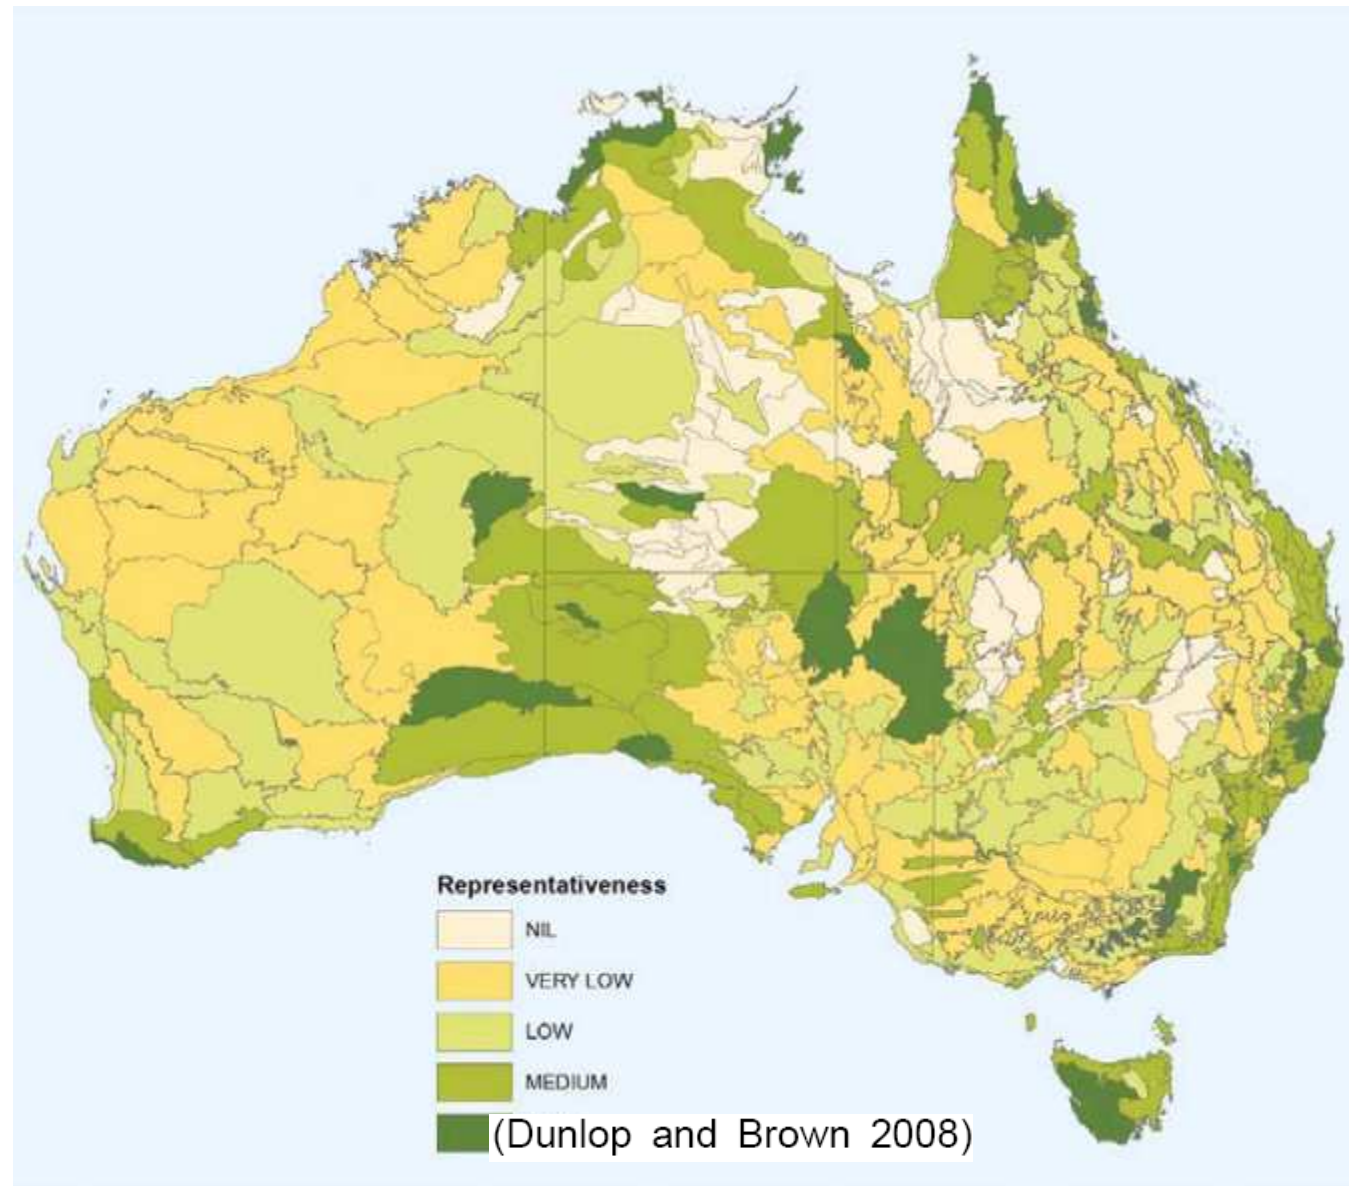 Representativeness
NIL
VERY LOW
LOW
MEDIUM
(Dunlop and Brown 2008)